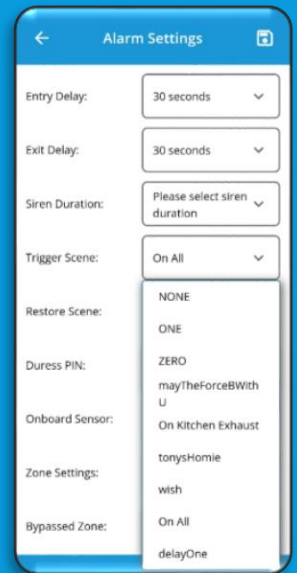 Alarm Settings
Entry Delay:
30 seconds
Exit Delay:
30 seconds
Siren Duration:
Please select siren
duration
Trigger Scene:
On All
Restore Scene:
Duress PIN:
Onboard Sensor:
Zone Settings:
Bypassed Zone:
NONE
ONE
ZERO
mayTheForceBWith
U
On Kitchen Exhaust
tonysHomie
wish
On All
delayOne